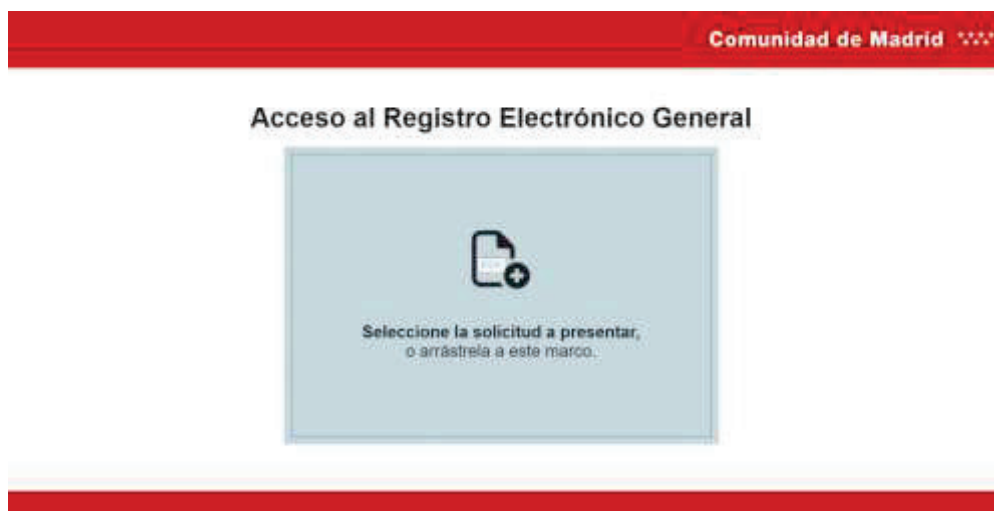 Comunidad de Madrid
Acceso al Registro Electrónico General
Seleccione la solicitud a presentar,
o arrástrela a este marco.